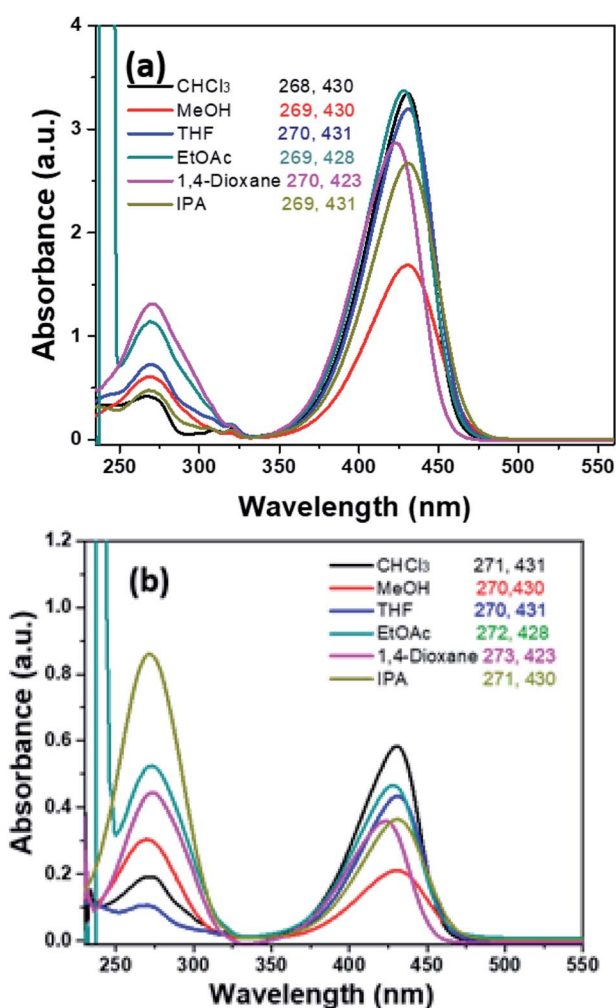 4
(a)
CHCl₃ 268, 430
MeOH 269, 430
THF 270, 431
EtOAc 269, 428
1,4-Dioxane 270, 423
IPA 269, 431
3
2
1
0
Absorbance (a.u.)
250 300 350 400 450 500 550
Wavelength (nm)
1.2
(b)
CHCl₃ 271, 431
MeOH 270,430
THF 270, 431
EtOAc 272, 428
1,4-Dioxane 273, 423
IPA 271, 430
1.0
0.8
0.6
0.4
0.2
0.0
Absorbance (a.u.)
250 300 350 400 450 500 550
Wavelength (nm)